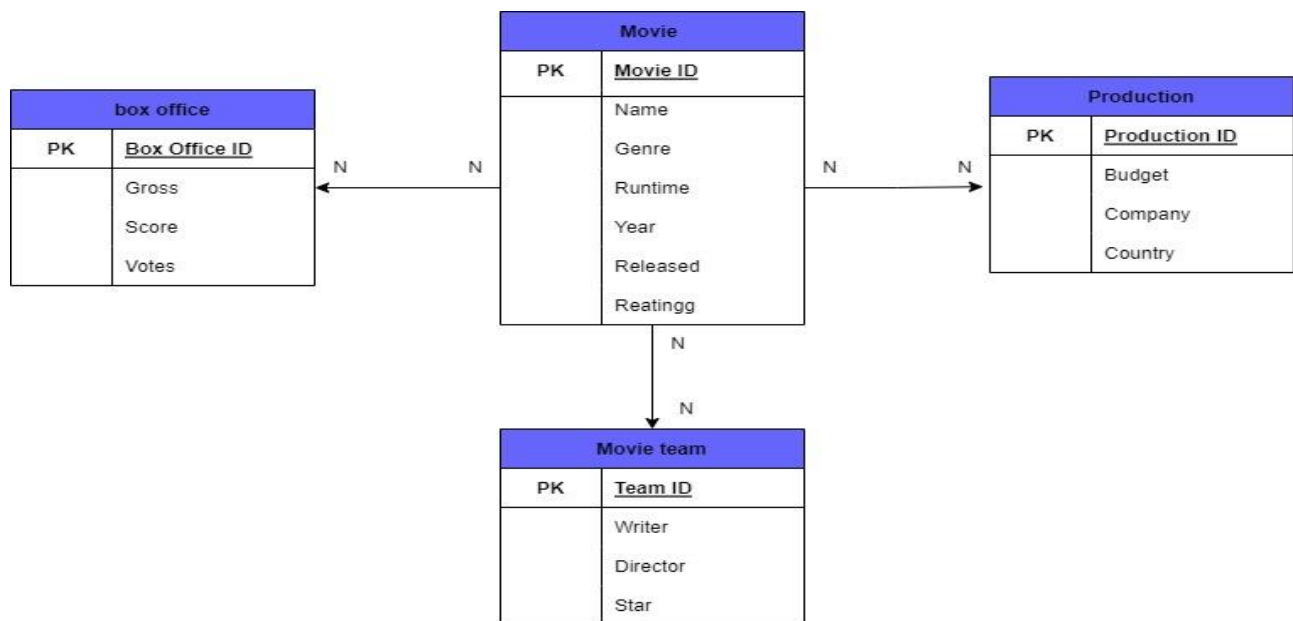 Movie
PK Movie ID
Name
Genre
Runtime
Year
Released
Reatingg
box office
PK Box Office ID
Gross
Score
Votes
N N
N N
Production
PK Production ID
Budget
Company
Country
N
N
Movie team
PK Team ID
Writer
Director
Star